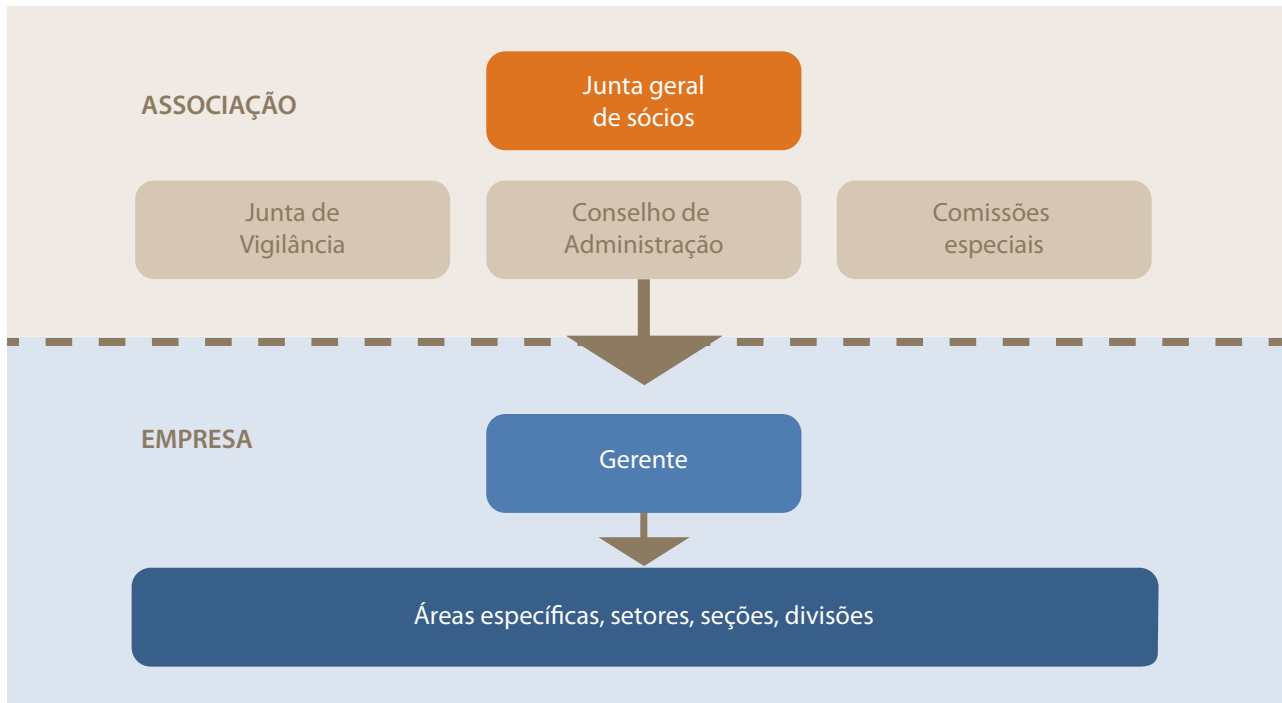 ASSOCIAÇÃO
Junta geral
de sócios
Junta de
Vigilância
Conselho de
Administração
Comissões
especiais
EMPRESA
Gerente
Áreas específicas, setores, seções, divisões